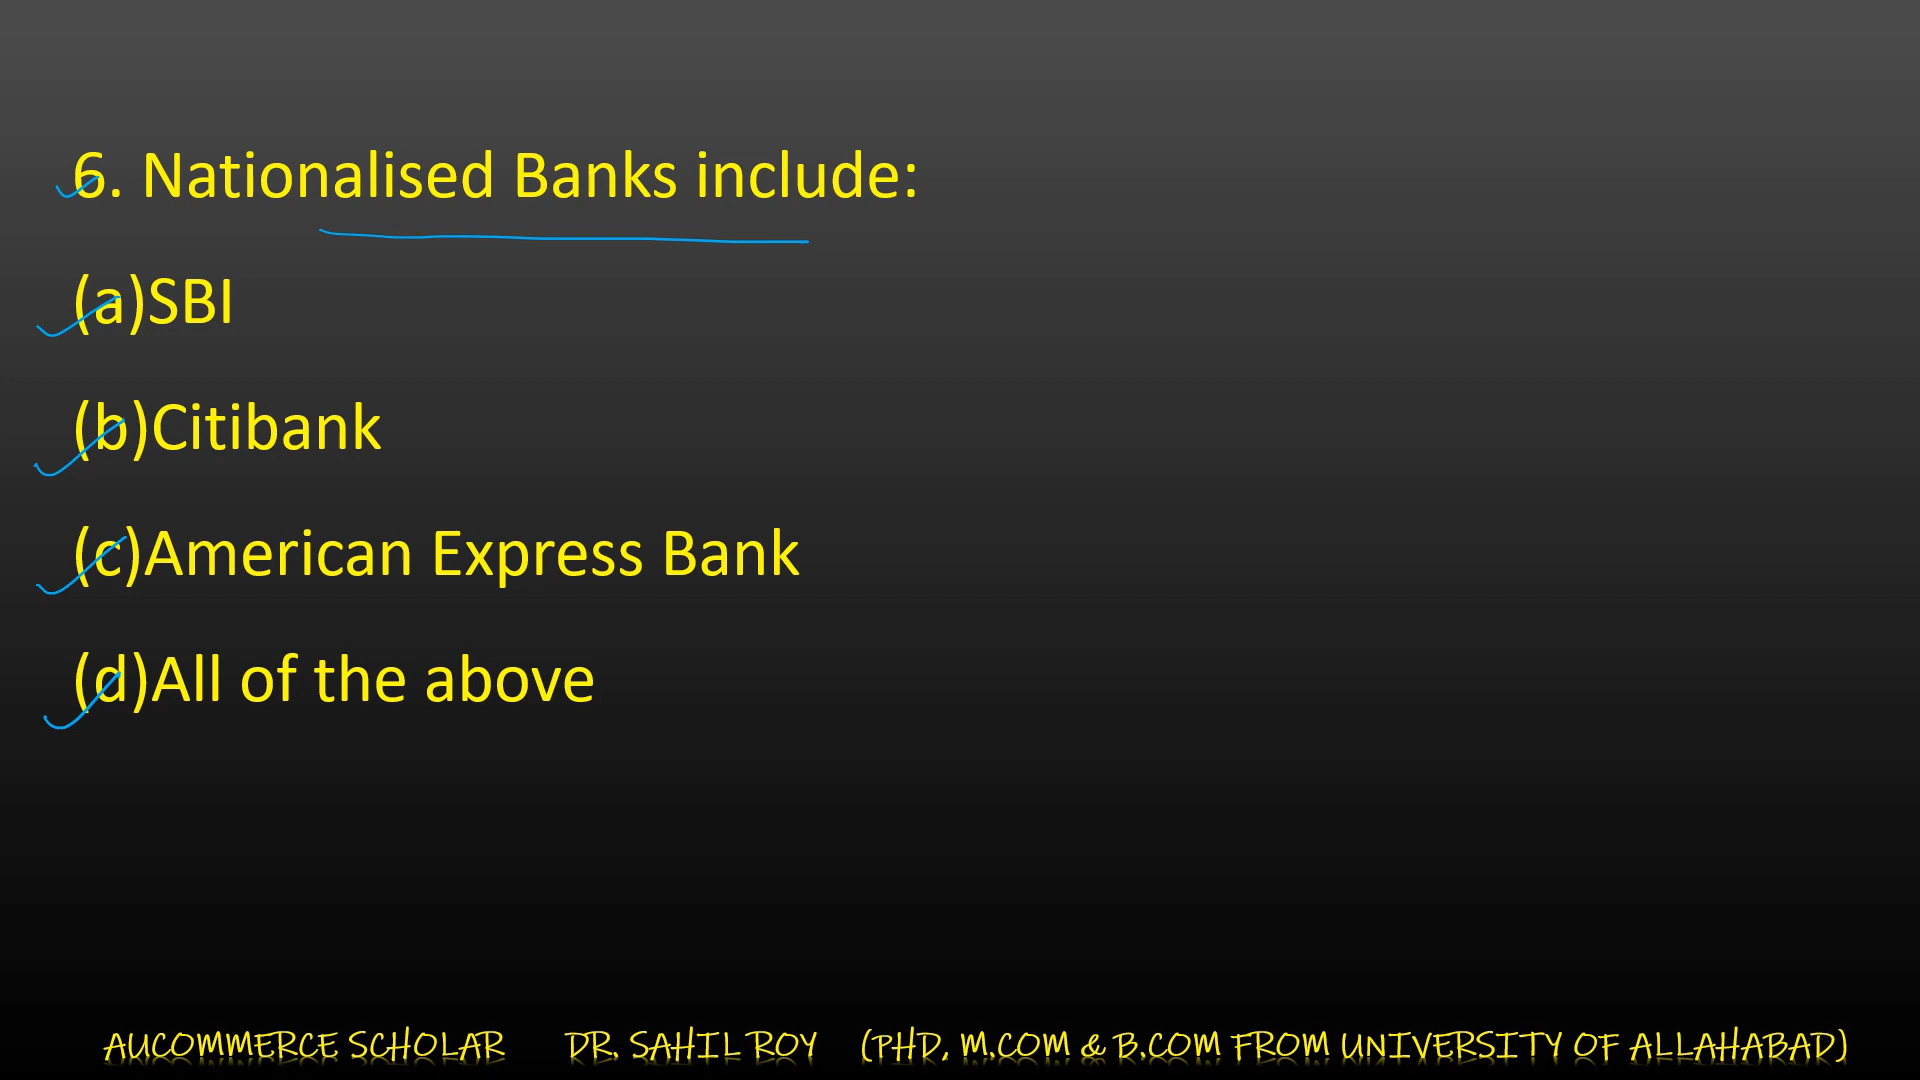 6. Nationalised Banks include:
(a)SBI
(b)Citibank
(c)American Express Bank
(d)All of the above
AUCOMMERCE SCHOLAR DR. SAHIL ROY (PHD, M.COM & B.COM FROM UNIVERSITY OF ALLAHABAD)